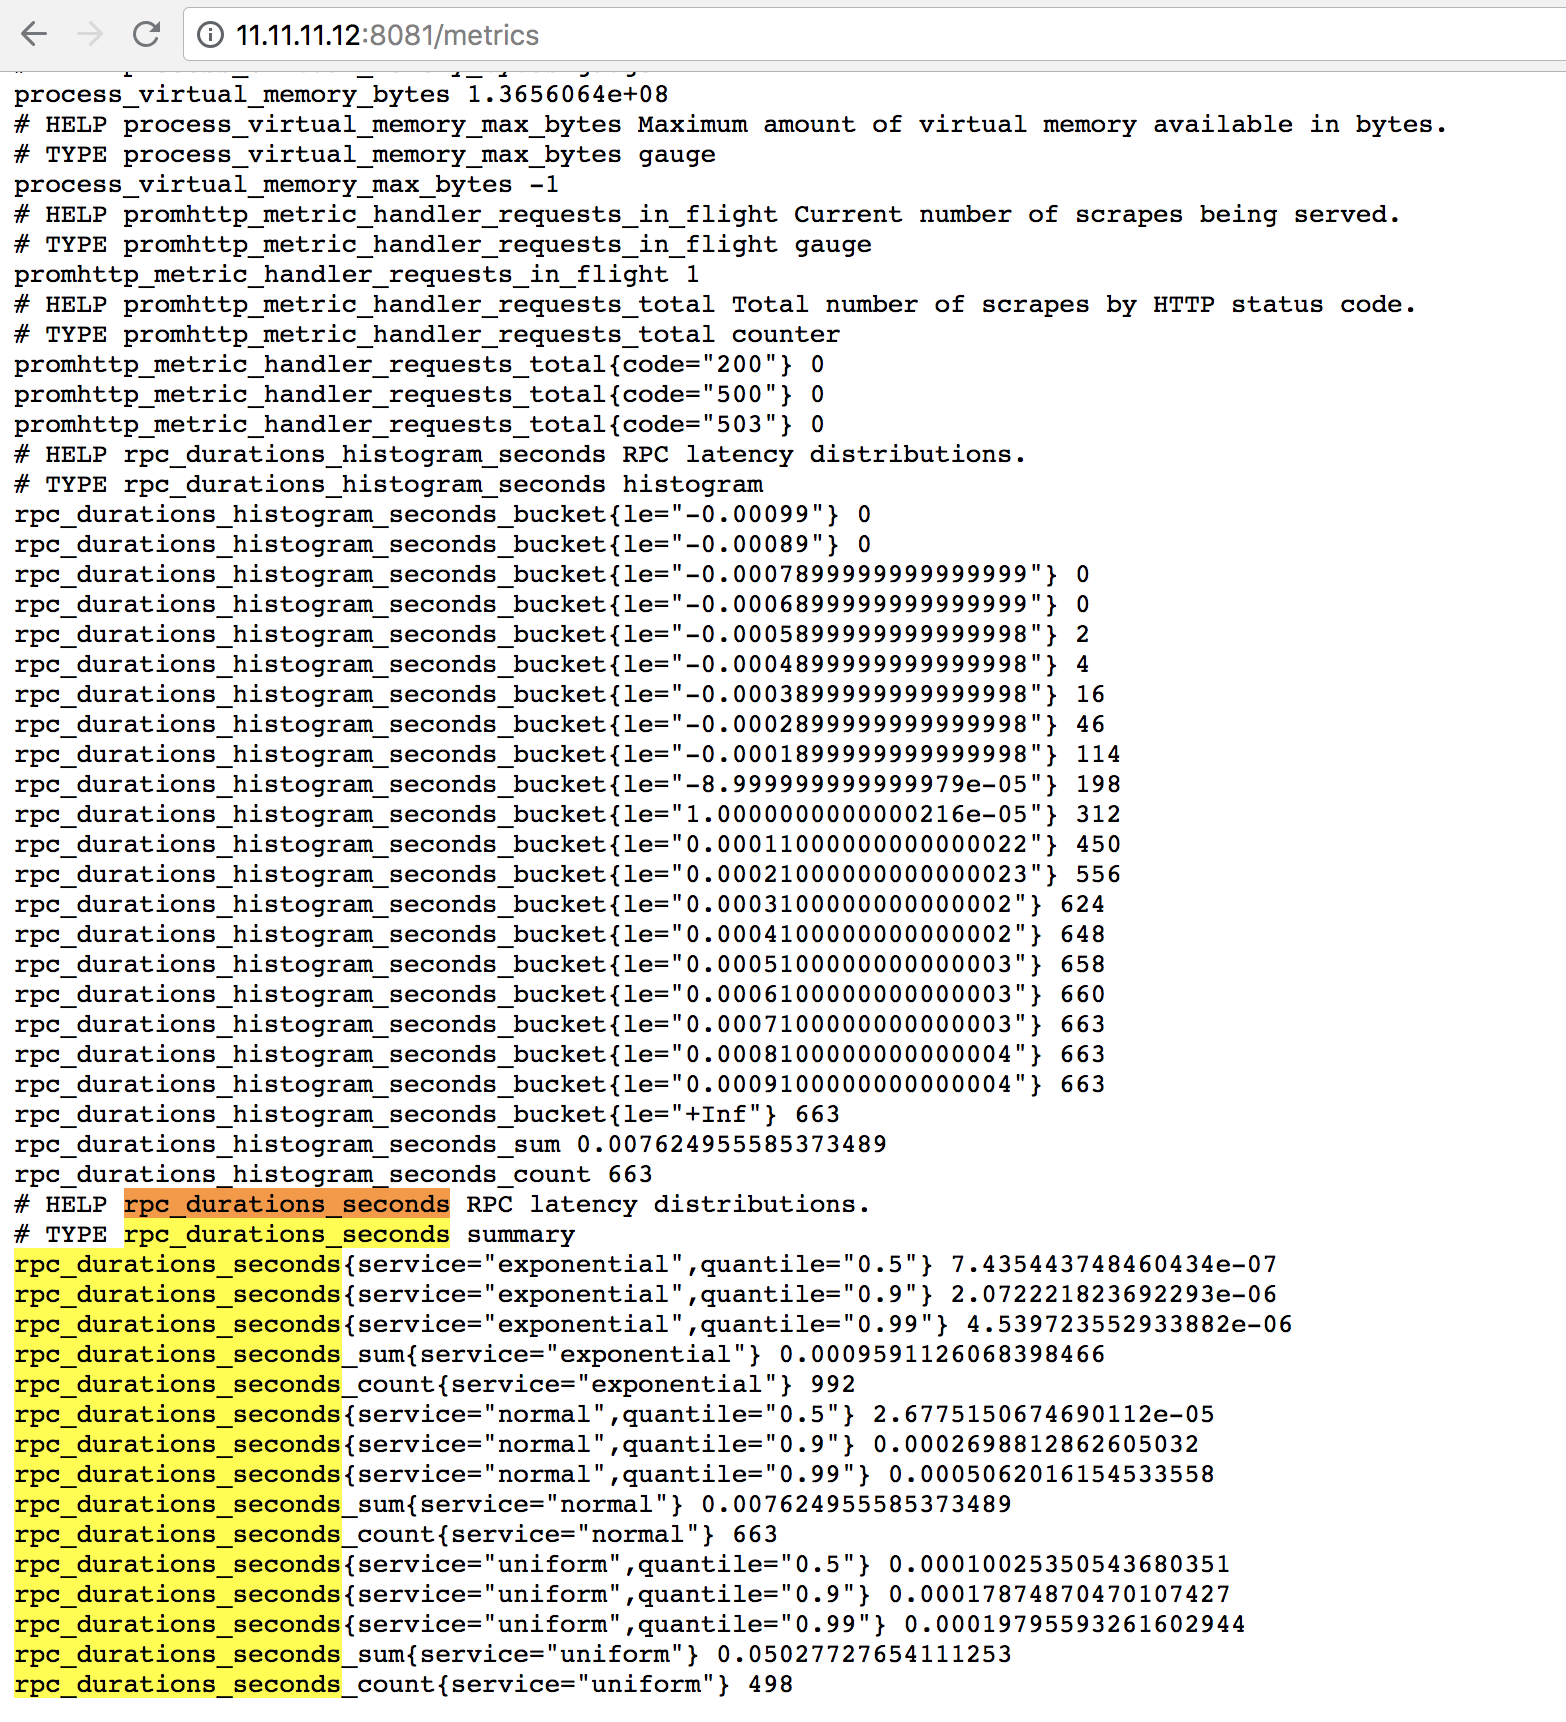 11.11.11.12:8081/metrics
process_virtual_memory_bytes 1.3656064e+08
# HELP process_virtual_memory_max_bytes Maximum amount of virtual memory available in bytes.
# TYPE process_virtual_memory_max_bytes gauge
process_virtual_memory_max_bytes -1
# HELP promhttp_metric_handler_requests_in_flight Current number of scrapes being served.
# TYPE promhttp_metric_handler_requests_in_flight gauge
promhttp_metric_handler_requests_in_flight 1
# HELP promhttp_metric_handler_requests_total Total number of scrapes by HTTP status code.
# TYPE promhttp_metric_handler_requests_total counter
promhttp_metric_handler_requests_total{code="200"} 0
promhttp_metric_handler_requests_total{code="500"} 0
promhttp_metric_handler_requests_total{code="503"} 0
# HELP rpc_durations_histogram_seconds RPC latency distributions.
# TYPE rpc_durations_histogram_seconds histogram
rpc_durations_histogram_seconds_bucket{le="-0.00099"} 0
rpc_durations_histogram_seconds_bucket{le="-0.00089"} 0
rpc_durations_histogram_seconds_bucket{le="-0.0007899999999999999"} 0
rpc_durations_histogram_seconds_bucket{le="-0.0006899999999999999"} 0
rpc_durations_histogram_seconds_bucket{le="-0.0005899999999999998"} 2
rpc_durations_histogram_seconds_bucket{le="-0.0004899999999999998"} 4
rpc_durations_histogram_seconds_bucket{le="-0.0003899999999999998"} 16
rpc_durations_histogram_seconds_bucket{le="-0.0002899999999999998"} 46
rpc_durations_histogram_seconds_bucket{le="-0.0001899999999999998"} 114
rpc_durations_histogram_seconds_bucket{le="-8.999999999999979e-05"} 198
rpc_durations_histogram_seconds_bucket{le="1.0000000000000216e-05"} 312
rpc_durations_histogram_seconds_bucket{le="0.00011000000000000022"} 450
rpc_durations_histogram_seconds_bucket{le="0.00021000000000000023"} 556
rpc_durations_histogram_seconds_bucket{le="0.0003100000000000002"} 624
rpc_durations_histogram_seconds_bucket{le="0.0004100000000000002"} 648
rpc_durations_histogram_seconds_bucket{le="0.0005100000000000003"} 658
rpc_durations_histogram_seconds_bucket{le="0.0006100000000000003"} 660
rpc_durations_histogram_seconds_bucket{le="0.0007100000000000003"} 663
rpc_durations_histogram_seconds_bucket{le="0.0008100000000000004"} 663
rpc_durations_histogram_seconds_bucket{le="0.0009100000000000004"} 663
rpc_durations_histogram_seconds_bucket{le="+Inf"} 663
rpc_durations_histogram_seconds_sum 0.007624955585373489
rpc_durations_histogram_seconds_count 663
# HELP rpc_durations_seconds RPC latency distributions.
# TYPE rpc_durations_seconds summary
rpc_durations_seconds{service="exponential",quantile="0.5"} 7.435443748460434e-07
rpc_durations_seconds{service="exponential",quantile="0.9"} 2.072221823692293e-06
rpc_durations_seconds{service="exponential",quantile="0.99"} 4.539723552933882e-06
rpc_durations_seconds_sum{service="exponential"} 0.0009591126068398466
rpc_durations_seconds_count{service="exponential"} 992
rpc_durations_seconds{service="normal",quantile="0.5"} 2.6775150674690112e-05
rpc_durations_seconds{service="normal",quantile="0.9"} 0.0002698812862605032
rpc_durations_seconds{service="normal",quantile="0.99"} 0.0005062016154533558
rpc_durations_seconds_sum{service="normal"} 0.007624955585373489
rpc_durations_seconds_count{service="normal"} 663
rpc_durations_seconds{service="uniform",quantile="0.5"} 0.00010025350543680351
rpc_durations_seconds{service="uniform",quantile="0.9"} 0.00017874870470107427
rpc_durations_seconds{service="uniform",quantile="0.99"} 0.00019795593261602944
rpc_durations_seconds_sum{service="uniform"} 0.05027727654111253
rpc_durations_seconds_count{service="uniform"} 498